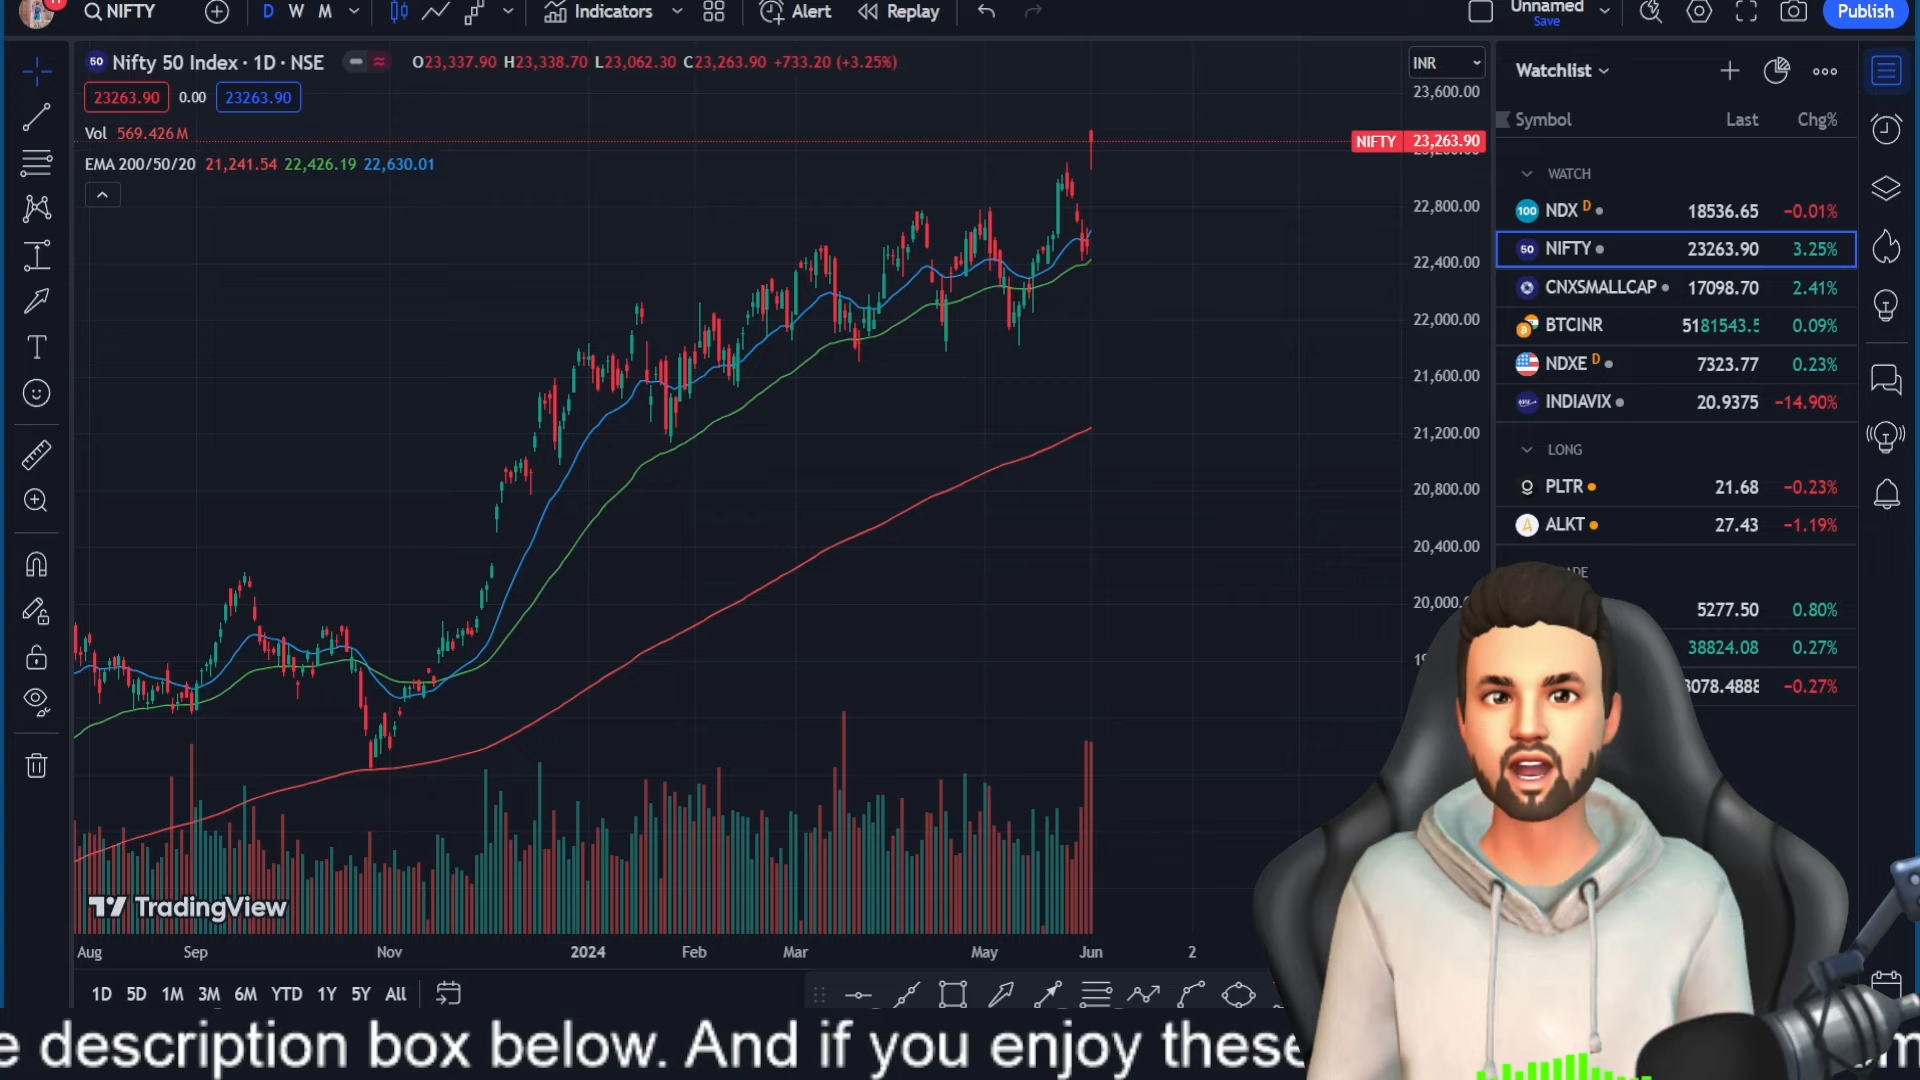 NIFTY
D W M
Indicators
Alert
Replay
Unnamed
Save
Publish
50 Nifty 50 Index · 1D · NSE
O23,337.90 H23,338.70 L23,062.30 C23,263.90 +733.20 (+3.25%)
23263.90 0.00 23263.90
Vol 569.426M
EMA 200/50/20 21,241.54 22,426.19 22,630.01
INR
23,600.00
NIFTY 23,263.90
22,800.00
22,400.00
22,000.00
21,600.00
21,200.00
20,800.00
20,400.00
Watchlist
Symbol Last Chg%
WATCH
100 NDX D 18536.65 −0.01%
50 NIFTY 23263.90 3.25%
CNXSMALLCAP 17098.70 2.41%
BTCINR 5181543.5 0.09%
NDXE D 7323.77 0.23%
INDIAVIX 20.9375 −14.90%
LONG
PLTR 21.68 −0.23%
ALKT 27.43 −1.19%
5277.50 0.80%
38824.08 0.27%
−0.27%
TradingView
Aug Sep Nov 2024 Feb Mar May Jun 2
1D 5D 1M 3M 6M YTD 1Y 5Y All
e description box below. And if you enjoy these